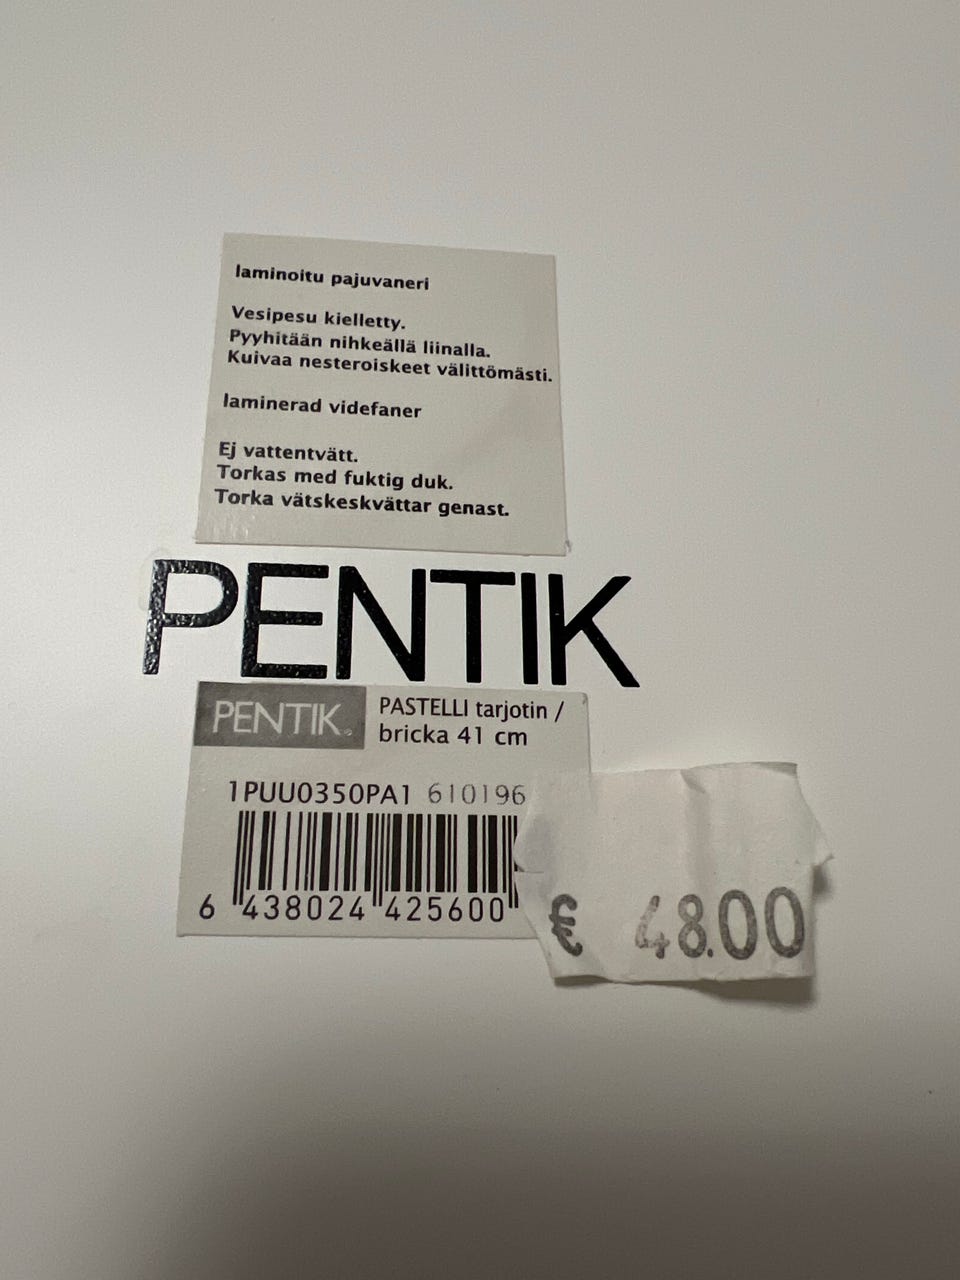 laminoitu pajuvaneri
Vesipesu kielletty.
Pyyhitään nihkeällä liinalla.
Kuivaa nesteroiskeet välittömästi.
laminerad videfaner
Ej vattentvätt.
Torkas med fuktig duk.
Torka vätskeskvättar genast.
PENTIK
PENTIK®
PASTELLI tarjotin /
bricka 41 cm
1PUU0350PA1 610196
6 438024 425600
€ 48.00